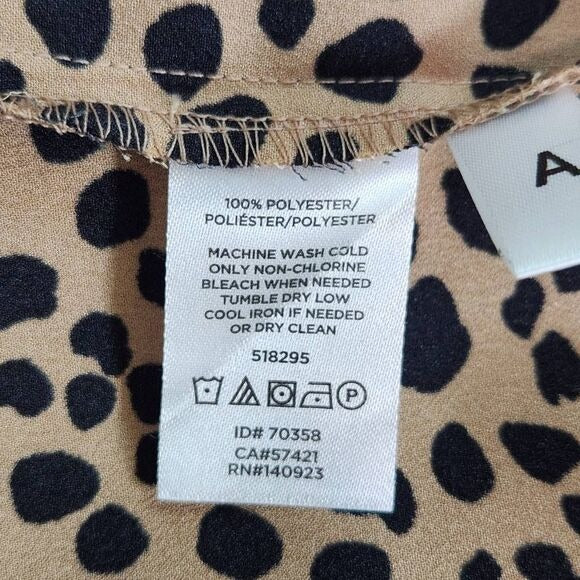 A
100% POLYESTER/
POLIÉSTER/POLYESTER
MACHINE WASH COLD
ONLY NON-CHLORINE
BLEACH WHEN NEEDED
TUMBLE DRY LOW
COOL IRON IF NEEDED
OR DRY CLEAN
518295
P
ID# 70358
CA#57421
RN#140923